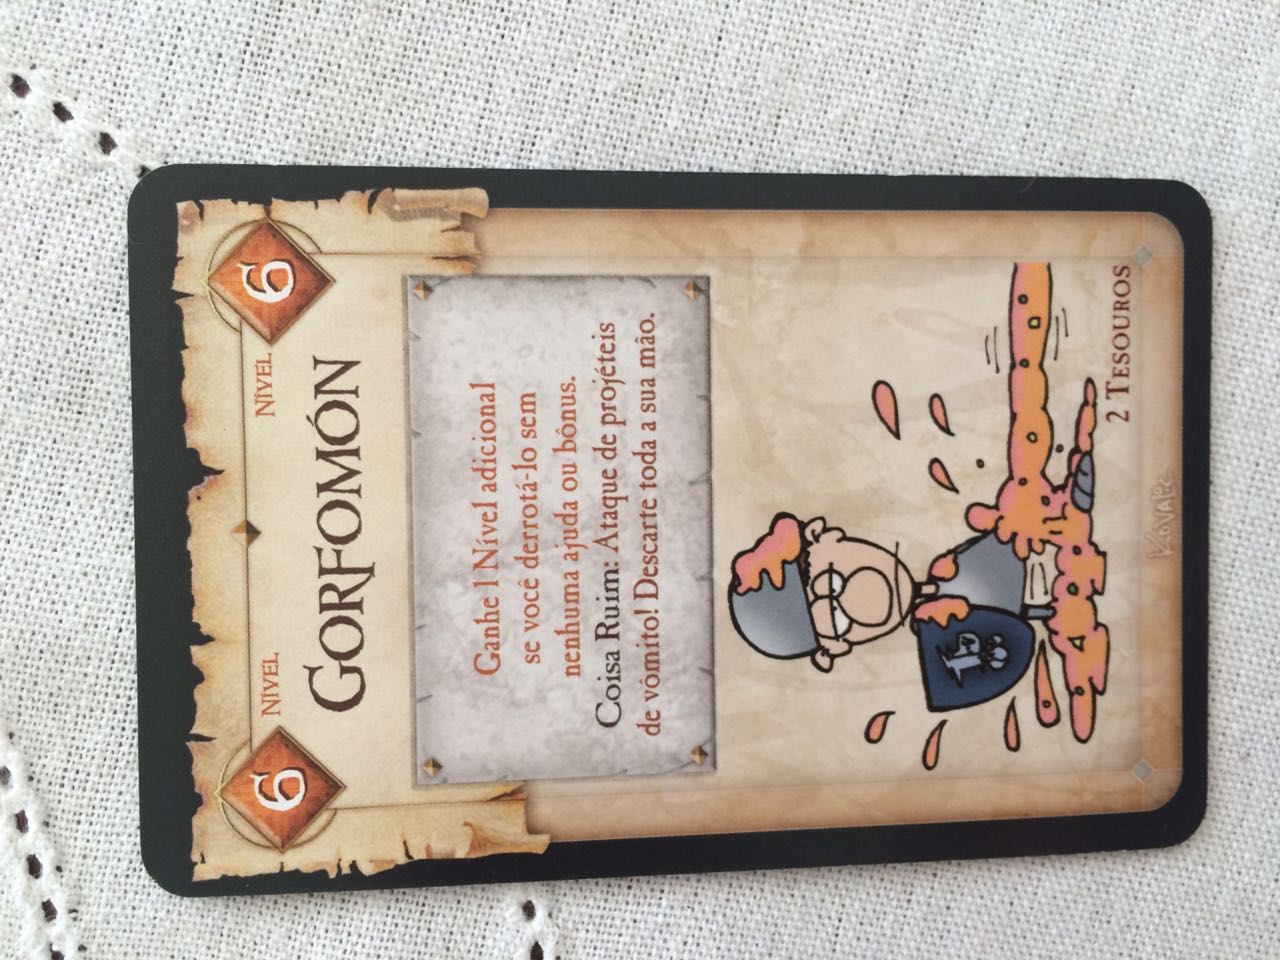 6 NÍVEL NÍVEL 6
GORFOMÓN
Ganhe 1 Nível adicional
se você derrotá-lo sem
nenhuma ajuda ou bônus.
Coisa Ruim: Ataque de projéteis
de vômito! Descarte toda a sua mão.
2 TESOUROS
KOVALIC